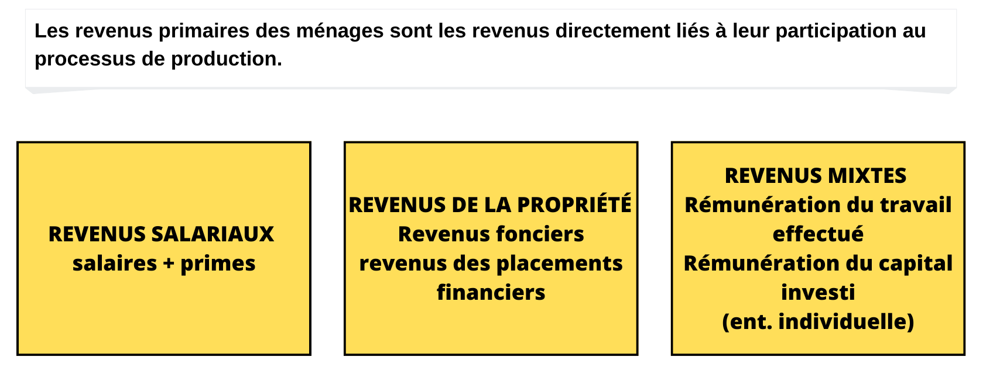 Les revenus primaires des ménages sont les revenus directement liés à leur participation au
processus de production.
REVENUS SALARIAUX
salaires + primes
REVENUS DE LA PROPRIÉTÉ
Revenus fonciers
revenus des placements
financiers
REVENUS MIXTES
Rémunération du travail
effectué
Rémunération du capital
investi
(ent. individuelle)